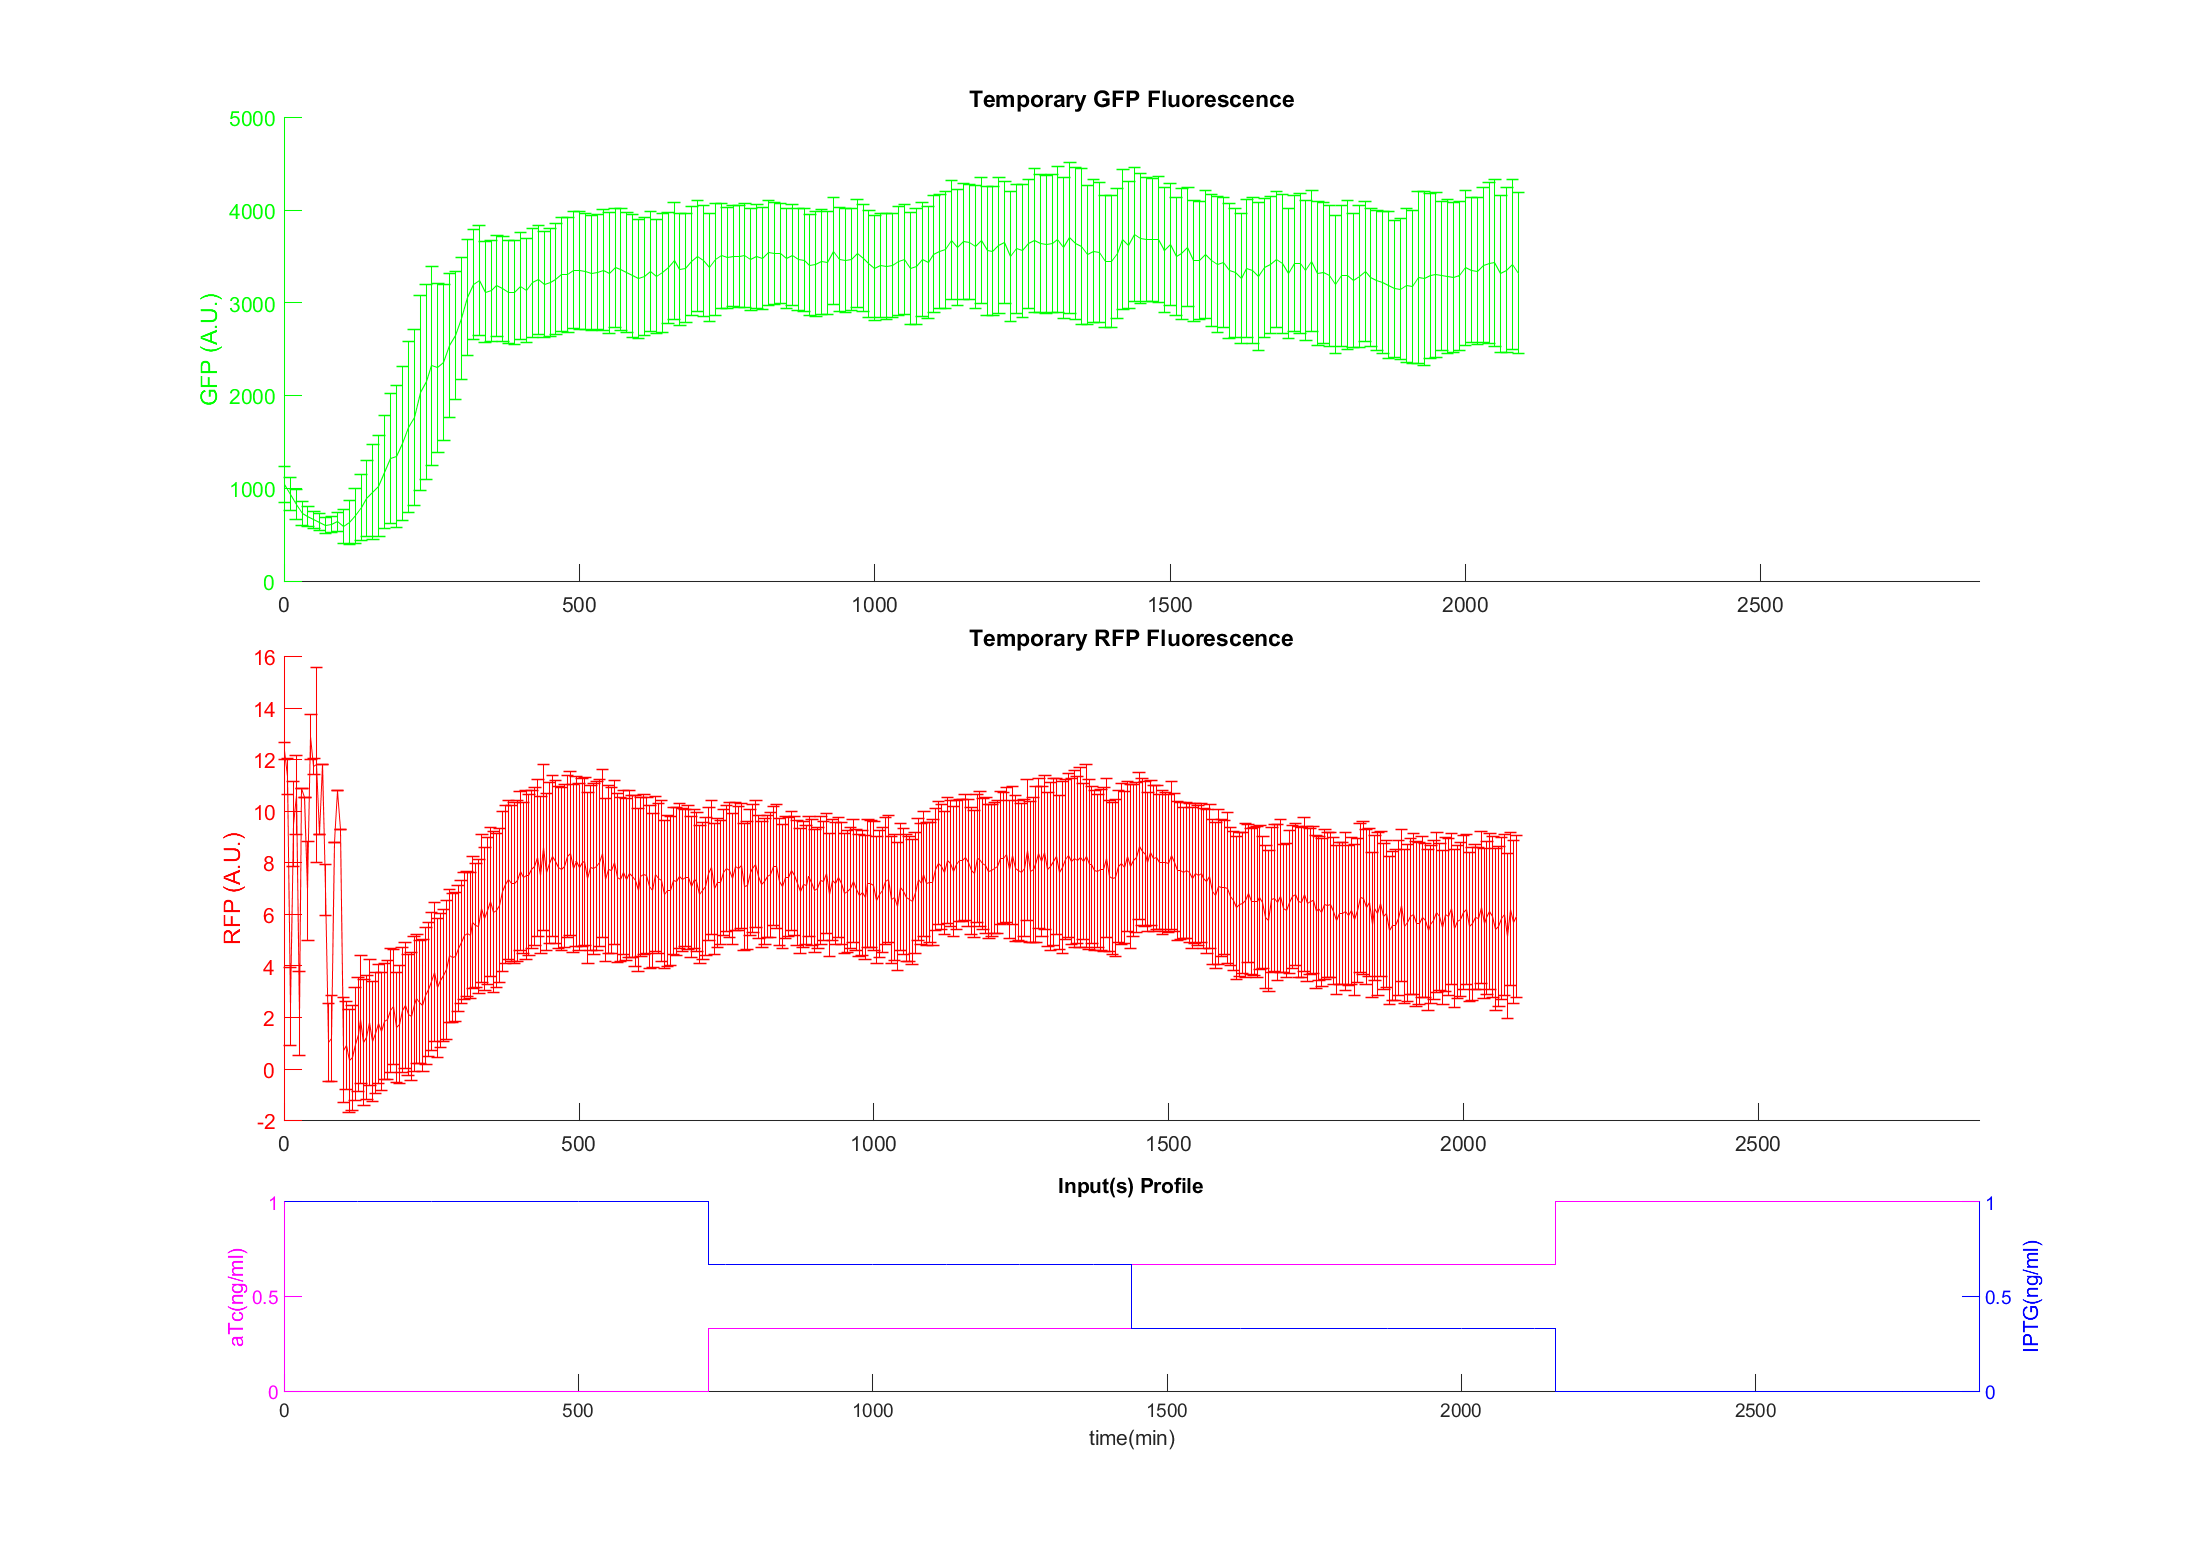 Temporary GFP Fluorescence
GFP (A.U.)
5000
4000
3000
2000
1000
0
0 500 1000 1500 2000 2500
Temporary RFP Fluorescence
RFP (A.U.)
16
14
12
10
8
6
4
2
0
-2
0 500 1000 1500 2000 2500
Input(s) Profile
aTc(ng/ml)
1
0.5
0
IPTG(ng/ml)
1
0.5
0
0 500 1000 1500 2000 2500
time(min)